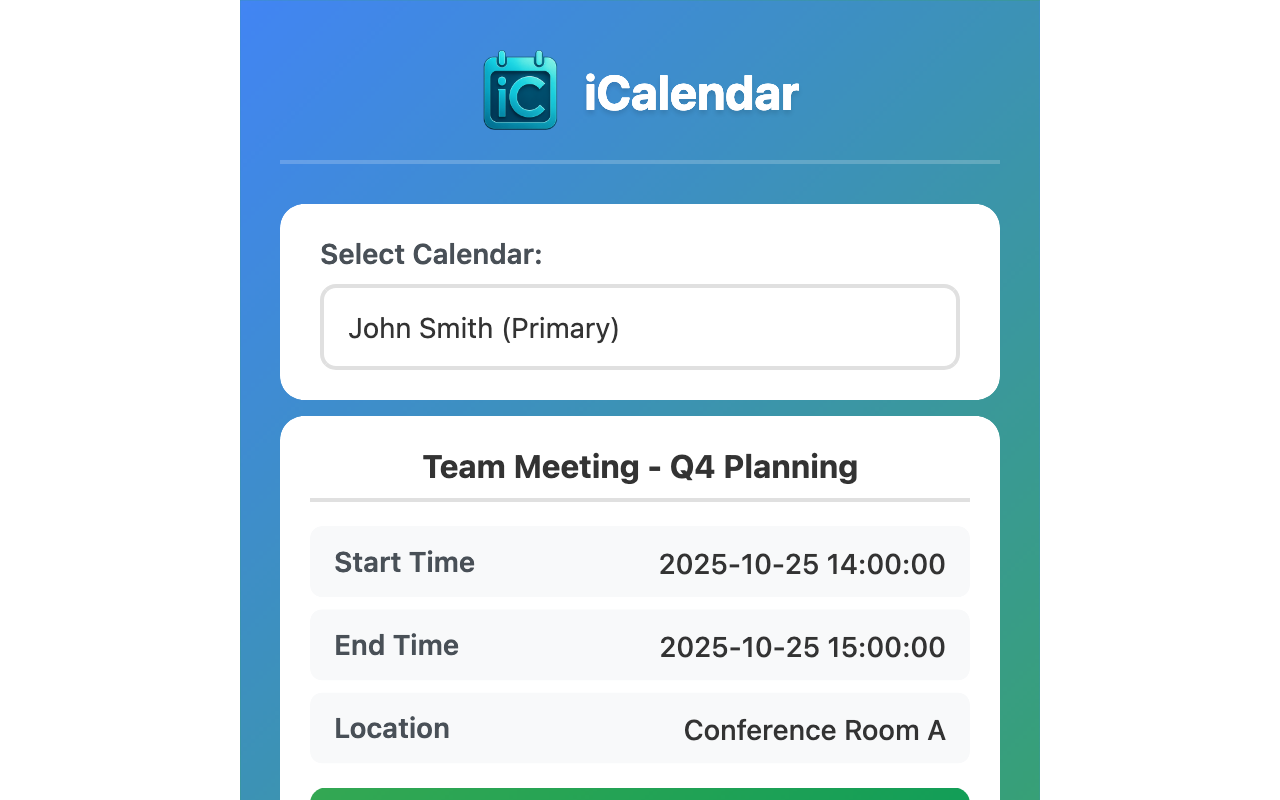 iC iCalendar
Select Calendar:
John Smith (Primary)
Team Meeting - Q4 Planning
Start Time 2025-10-25 14:00:00
End Time 2025-10-25 15:00:00
Location Conference Room A